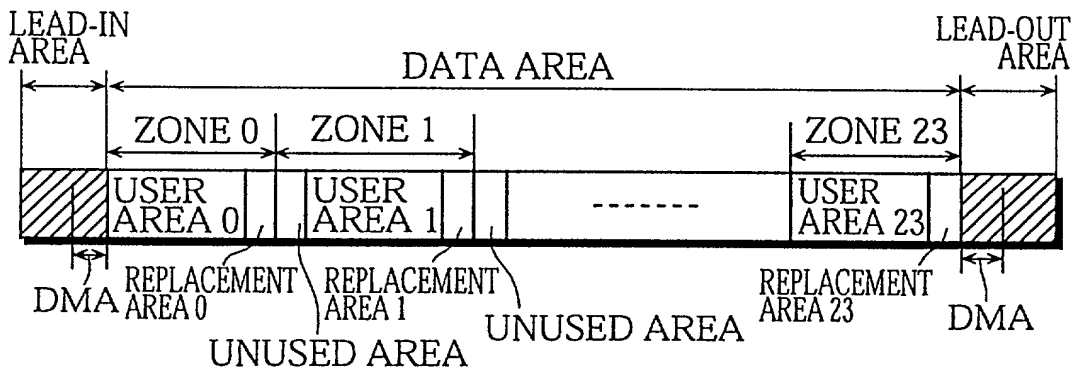 LEAD-IN
AREA
LEAD-OUT
AREA
DATA AREA
ZONE 0
ZONE 1
ZONE 23
USER
AREA 0
USER
AREA 1
USER
AREA 23
DMA
REPLACEMENT
AREA 0
UNUSED AREA
REPLACEMENT
AREA 1
UNUSED AREA
REPLACEMENT
AREA 23
DMA